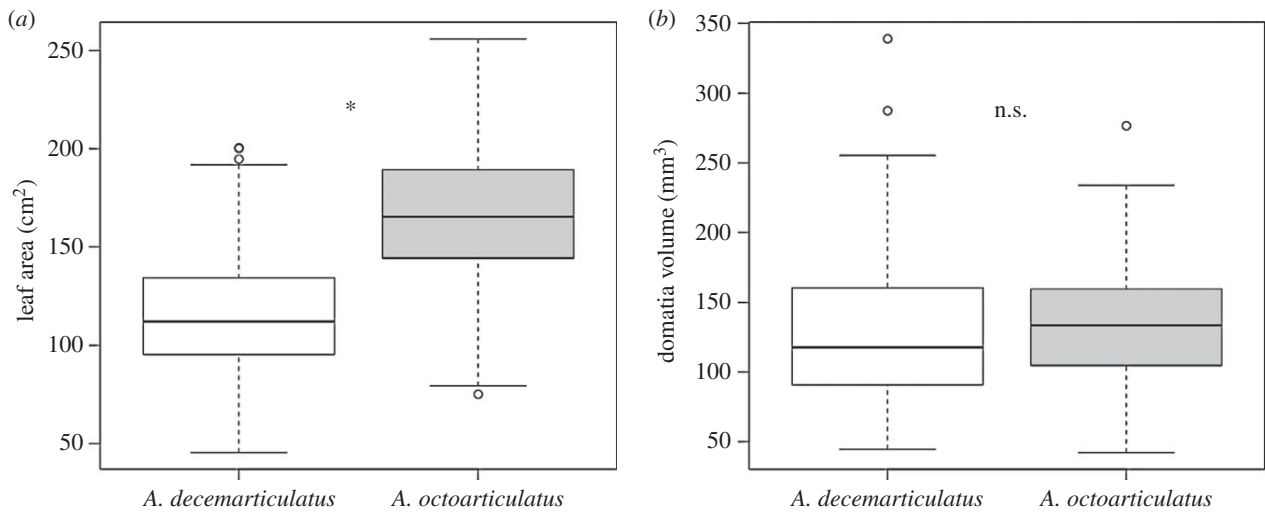 (a)
250
200
150
100
50
leaf area (cm²)
*
A. decemarticulatus
A. octoarticulatus
(b)
350
300
250
200
150
100
50
domatia volume (mm³)
n.s.
A. decemarticulatus
A. octoarticulatus